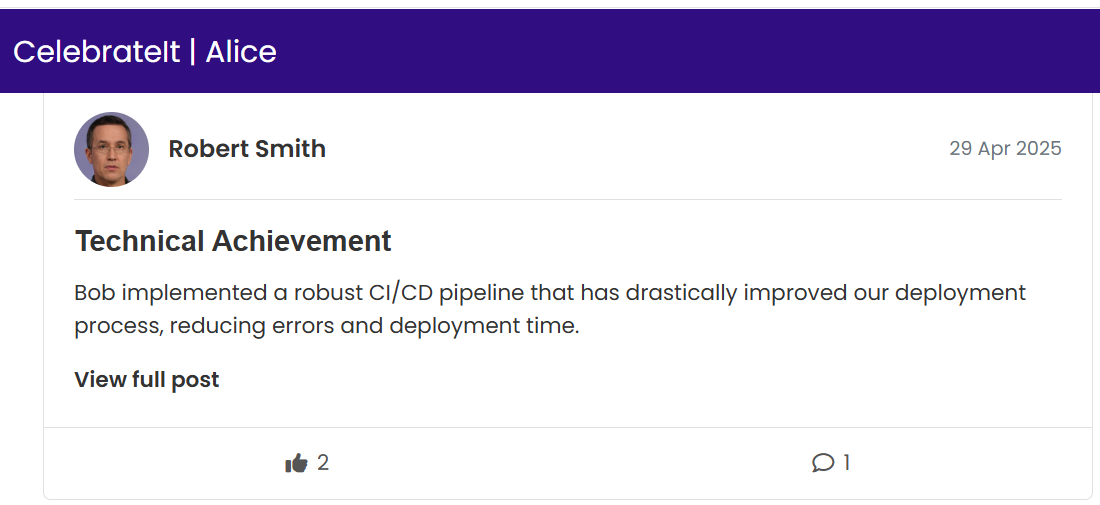 CelebrateIt | Alice
Robert Smith
29 Apr 2025
Technical Achievement
Bob implemented a robust CI/CD pipeline that has drastically improved our deployment
process, reducing errors and deployment time.
View full post
2
1